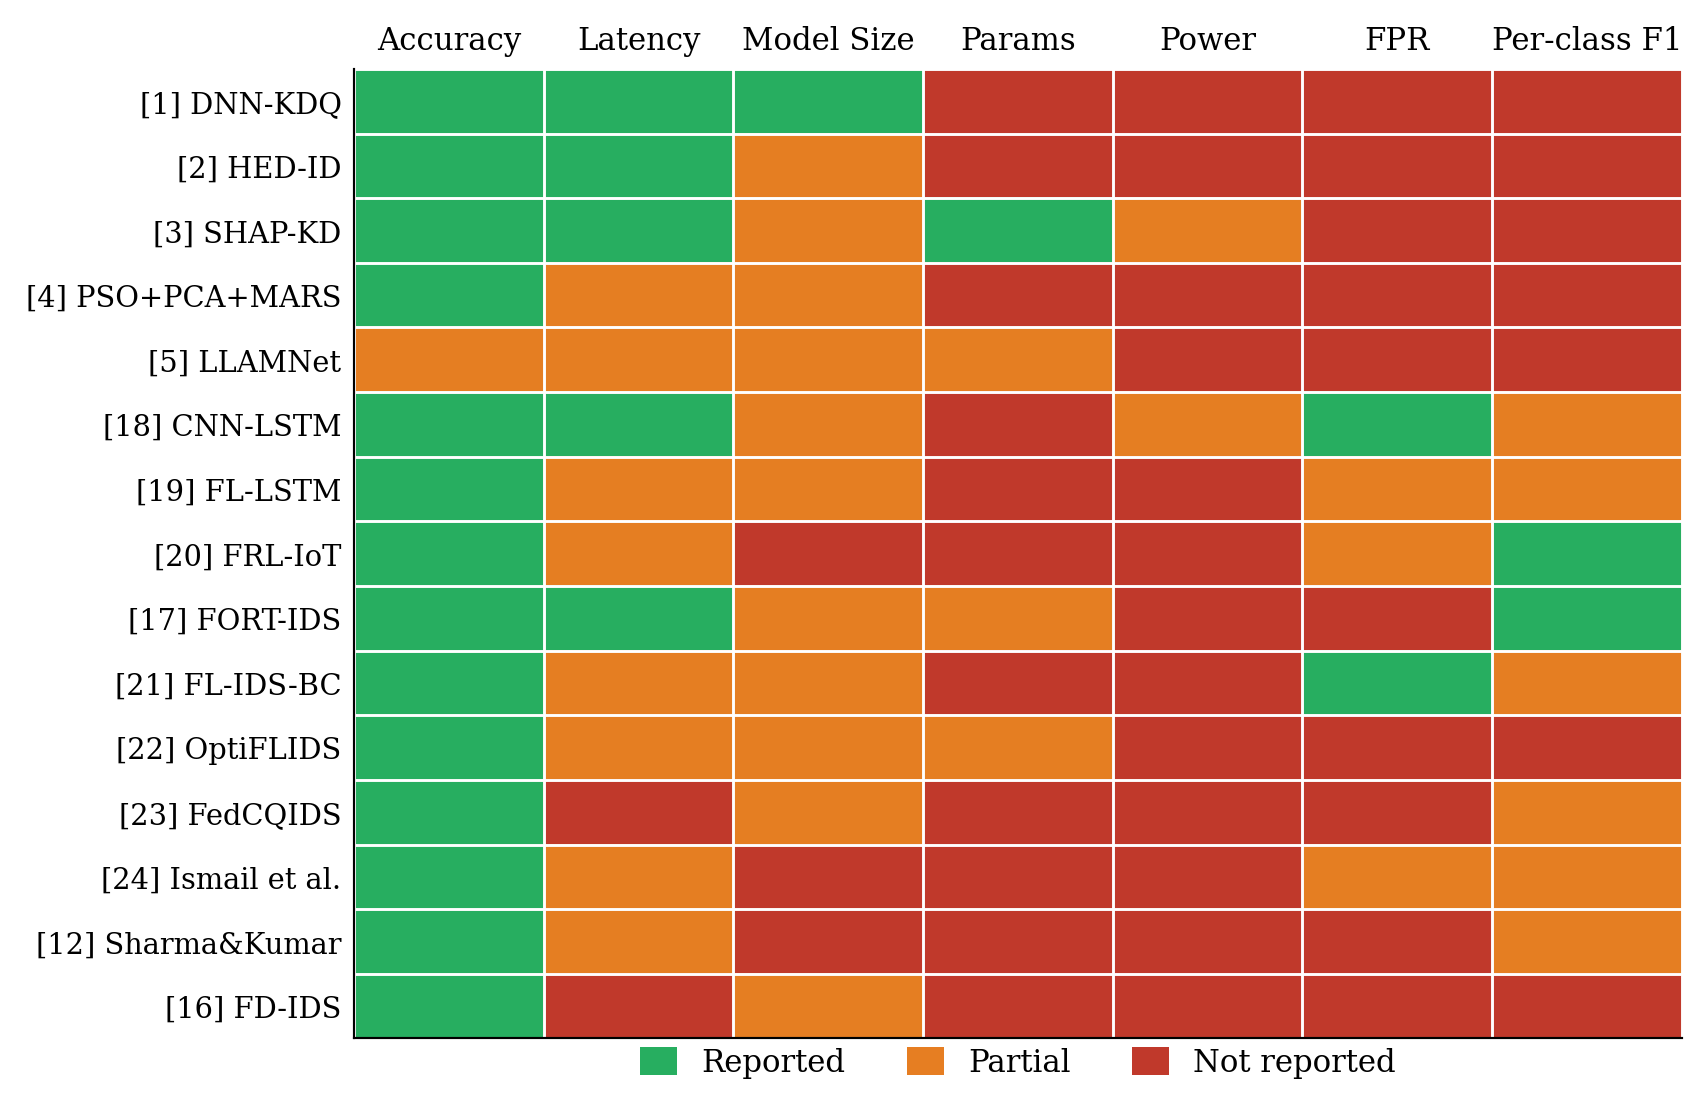 Accuracy Latency Model Size Params Power FPR Per-class F1
[1] DNN-KDQ
[2] HED-ID
[3] SHAP-KD
[4] PSO+PCA+MARS
[5] LLAMNet
[18] CNN-LSTM
[19] FL-LSTM
[20] FRL-IoT
[17] FORT-IDS
[21] FL-IDS-BC
[22] OptiFLIDS
[23] FedCQIDS
[24] Ismail et al.
[12] Sharma&Kumar
[16] FD-IDS
Reported Partial Not reported